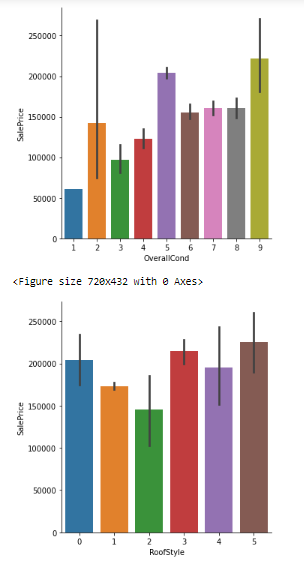 250000
200000
150000
100000
50000
0
SalePrice
1 2 3 4 5 6 7 8 9
OverallCond
<Figure size 720x432 with 0 Axes>
250000
200000
150000
100000
50000
0
SalePrice
0 1 2 3 4 5
RoofStyle